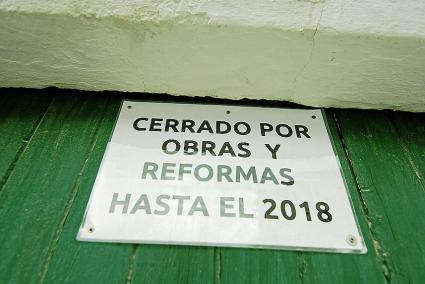 CERRADO POR
OBRAS Y
REFORMAS
HASTA EL 2018